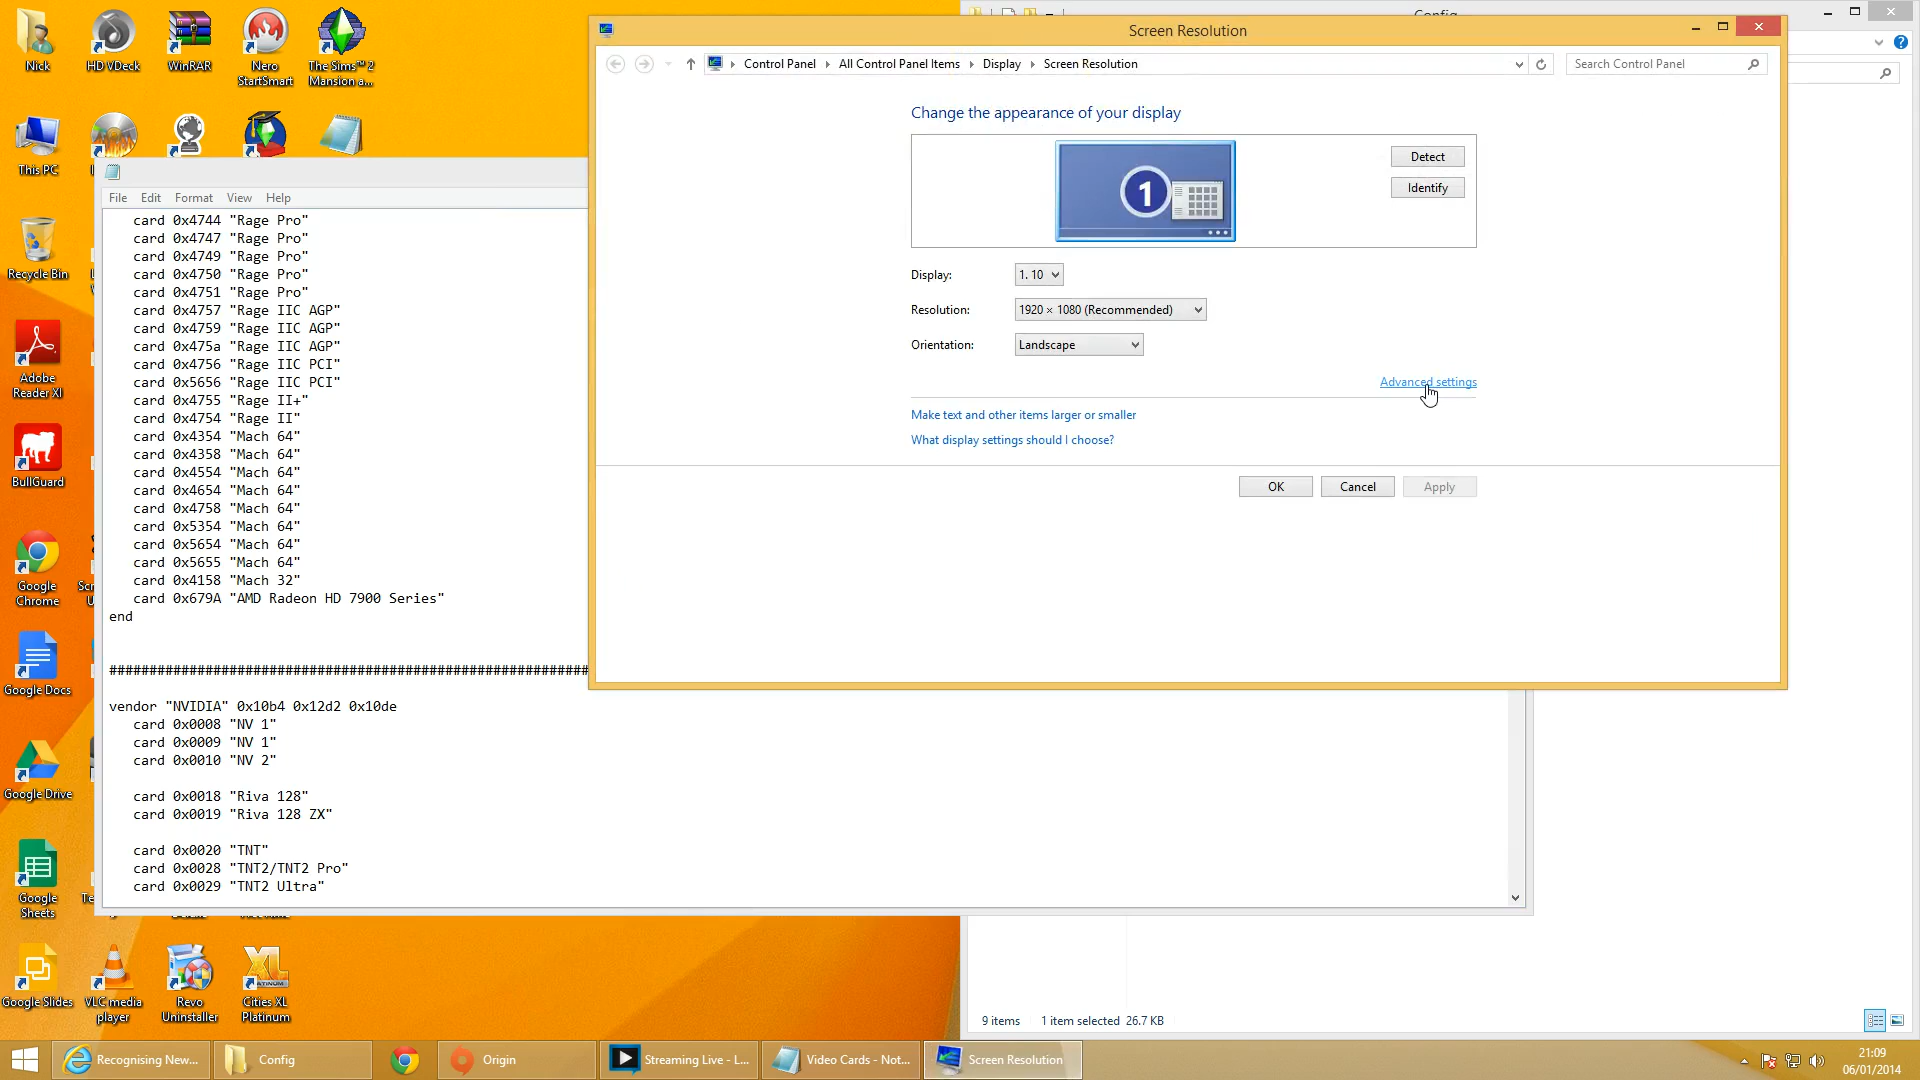 Nick
HD VDeck
WinRAR
Nero
StartSmart
The Sims™ 2
Mansion a...
This PC
Recycle Bin
Adobe
Reader XI
BullGuard
Google
Chrome
Google Docs
Google Drive
Google
Sheets
Google Slides
VLC media
player
Revo
Uninstaller
Cities XL
Platinum
File Edit Format View Help
card 0x4744 "Rage Pro"
card 0x4747 "Rage Pro"
card 0x4749 "Rage Pro"
card 0x4750 "Rage Pro"
card 0x4751 "Rage Pro"
card 0x4757 "Rage IIC AGP"
card 0x4759 "Rage IIC AGP"
card 0x475a "Rage IIC AGP"
card 0x4756 "Rage IIC PCI"
card 0x5656 "Rage IIC PCI"
card 0x4755 "Rage II+"
card 0x4754 "Rage II"
card 0x4354 "Mach 64"
card 0x4358 "Mach 64"
card 0x4554 "Mach 64"
card 0x4654 "Mach 64"
card 0x4758 "Mach 64"
card 0x5354 "Mach 64"
card 0x5654 "Mach 64"
card 0x5655 "Mach 64"
card 0x4158 "Mach 32"
card 0x679A "AMD Radeon HD 7900 Series"
end
############################################################
vendor "NVIDIA" 0x10b4 0x12d2 0x10de
card 0x0008 "NV 1"
card 0x0009 "NV 1"
card 0x0010 "NV 2"
card 0x0018 "Riva 128"
card 0x0019 "Riva 128 ZX"
card 0x0020 "TNT"
card 0x0028 "TNT2/TNT2 Pro"
card 0x0029 "TNT2 Ultra"
Config
Screen Resolution
Control Panel All Control Panel Items Display Screen Resolution
Search Control Panel
Change the appearance of your display
1
Detect
Identify
Display: 1. 10
Resolution: 1920 × 1080 (Recommended)
Orientation: Landscape
Advanced settings
Make text and other items larger or smaller
What display settings should I choose?
OK Cancel Apply
9 items 1 item selected 26.7 KB
Recognising New...
Config
Origin
Streaming Live - L...
Video Cards - Not...
Screen Resolution
21:09
06/01/2014